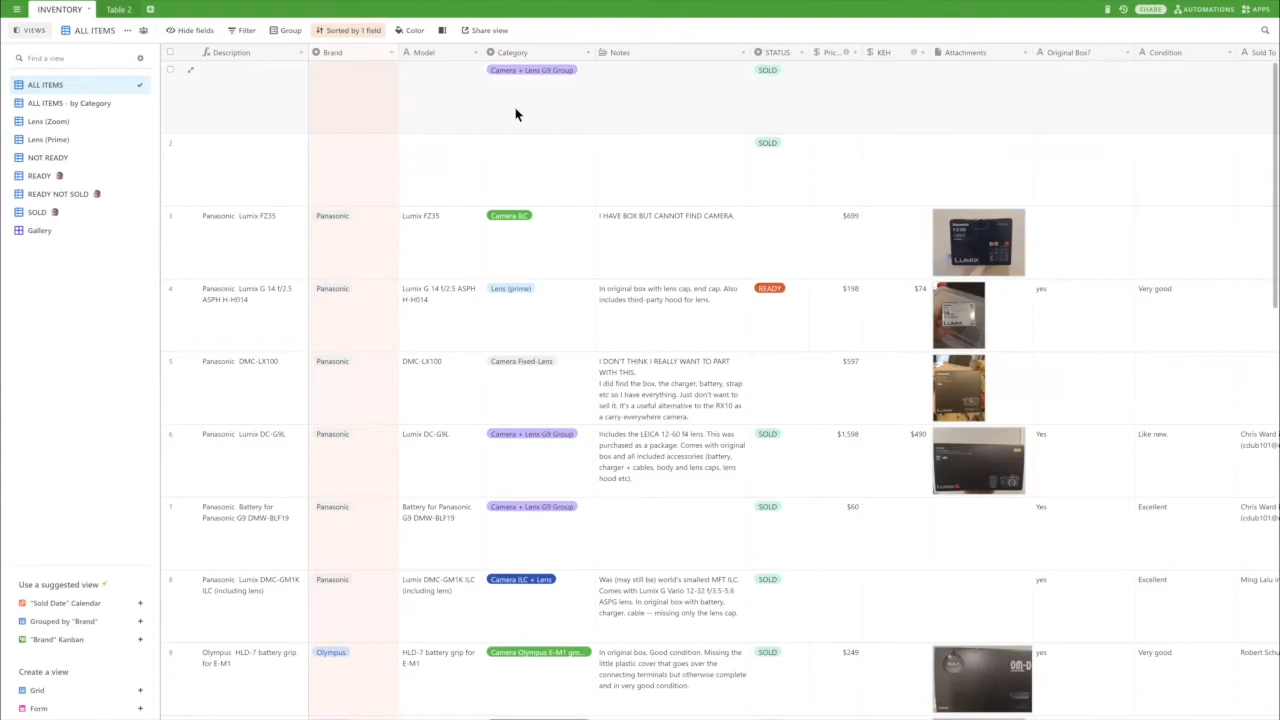 INVENTORY
Table 2
SHARE
AUTOMATIONS
APPS
VIEWS
ALL ITEMS
Hide fields
Filter
Group
Sorted by 1 field
Color
Share view
Find a view
ALL ITEMS
ALL ITEMS - by Category
Lens (Zoom)
Lens (Prime)
NOT READY
READY
READY NOT SOLD
SOLD
Gallery
Use a suggested view
"Sold Date" Calendar
Grouped by "Brand"
"Brand" Kanban
Create a view
Grid
Form
Description Brand Model Category Notes STATUS Pric... KEH Attachments Original Box? Condition Sold To
Camera + Lens G9 Group SOLD
2 SOLD
3 Panasonic Lumix FZ35 Panasonic Lumix FZ35 Camera ILC I HAVE BOX BUT CANNOT FIND CAMERA. $699
LUMIX
4 Panasonic Lumix G 14 f/2.5 Panasonic Lumix G 14 f/2.5 Lens (prime) In original box with lens cap, end cap. Also READY $198 $74 yes Very good
ASPH H-H014 H-H014 includes third-party hood for lens.
LUMIX
5 Panasonic DMC-LX100 Panasonic DMC-LX100 Camera Fixed-Lens I DON'T THINK I REALLY WANT TO PART $597
WITH THIS.
I did find the box, the charger, battery, strap
etc so I have everything. Just don't want to
sell it. It's a useful alternative to the RX10 as
a carry-everywhere camera.
6 Panasonic Lumix DC-G9L Panasonic Lumix DC-G9L Camera + Lens G9 Group Includes the LEICA 12-60 f4 lens. This was SOLD $1,598 $490 Yes Like new. Chris Ward
purchased as a package. Comes with original
box and all included accessories (battery,
charger + cables, body and lens caps, lens
hood etc).
7 Panasonic Battery for Panasonic Battery for Panasonic Camera + Lens G9 Group SOLD $60 Yes Excellent Chris Ward
Panasonic G9 DMW-BLF19 G9 DMW-BLF19
8 Panasonic Lumix DMC-GM1K Panasonic Lumix DMC-GM1K ILC Camera ILC + Lens Was (may still be) world's smallest MFT ILC. SOLD yes Excellent Ming Laiu
ILC (including lens) (including lens) Comes with Lumix G Vario 12-32 f/3.5-5.6
ASPG lens. In original box with battery,
charger, cable -- missing only the lens cap.
9 Olympus HLD-7 battery grip Olympus HLD-7 battery grip for Camera Olympus E-M1 gro... In original box. Good condition. Missing the SOLD $249 yes Very good Robert
for E-M1 E-M1 little plastic cover that goes over the
connecting terminals but otherwise complete
and in very good condition.
OM-D